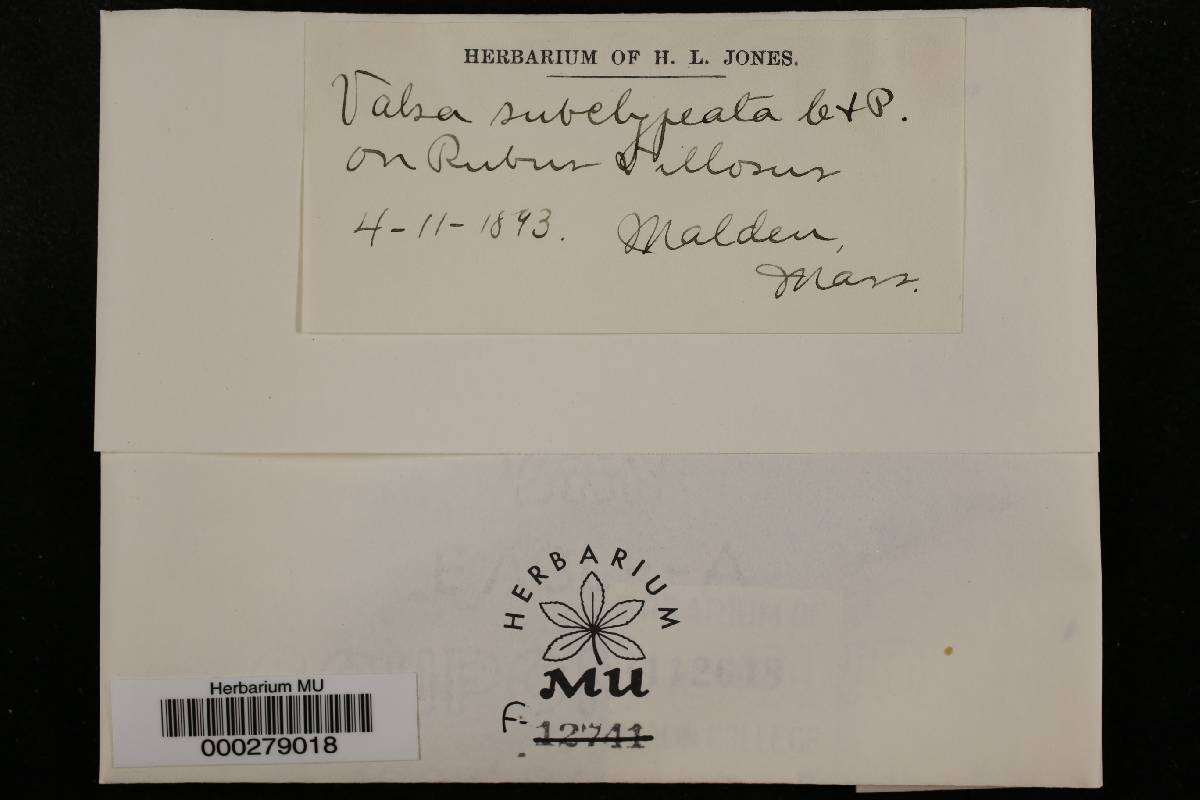 HERBARIUM OF H. L. JONES.
Valsa subclypeata C + P.
on Rubus villosus
4-11-1893. Malden,
Mass.
HERBARIUM
MU
F-
12741
Herbarium MU
000279018